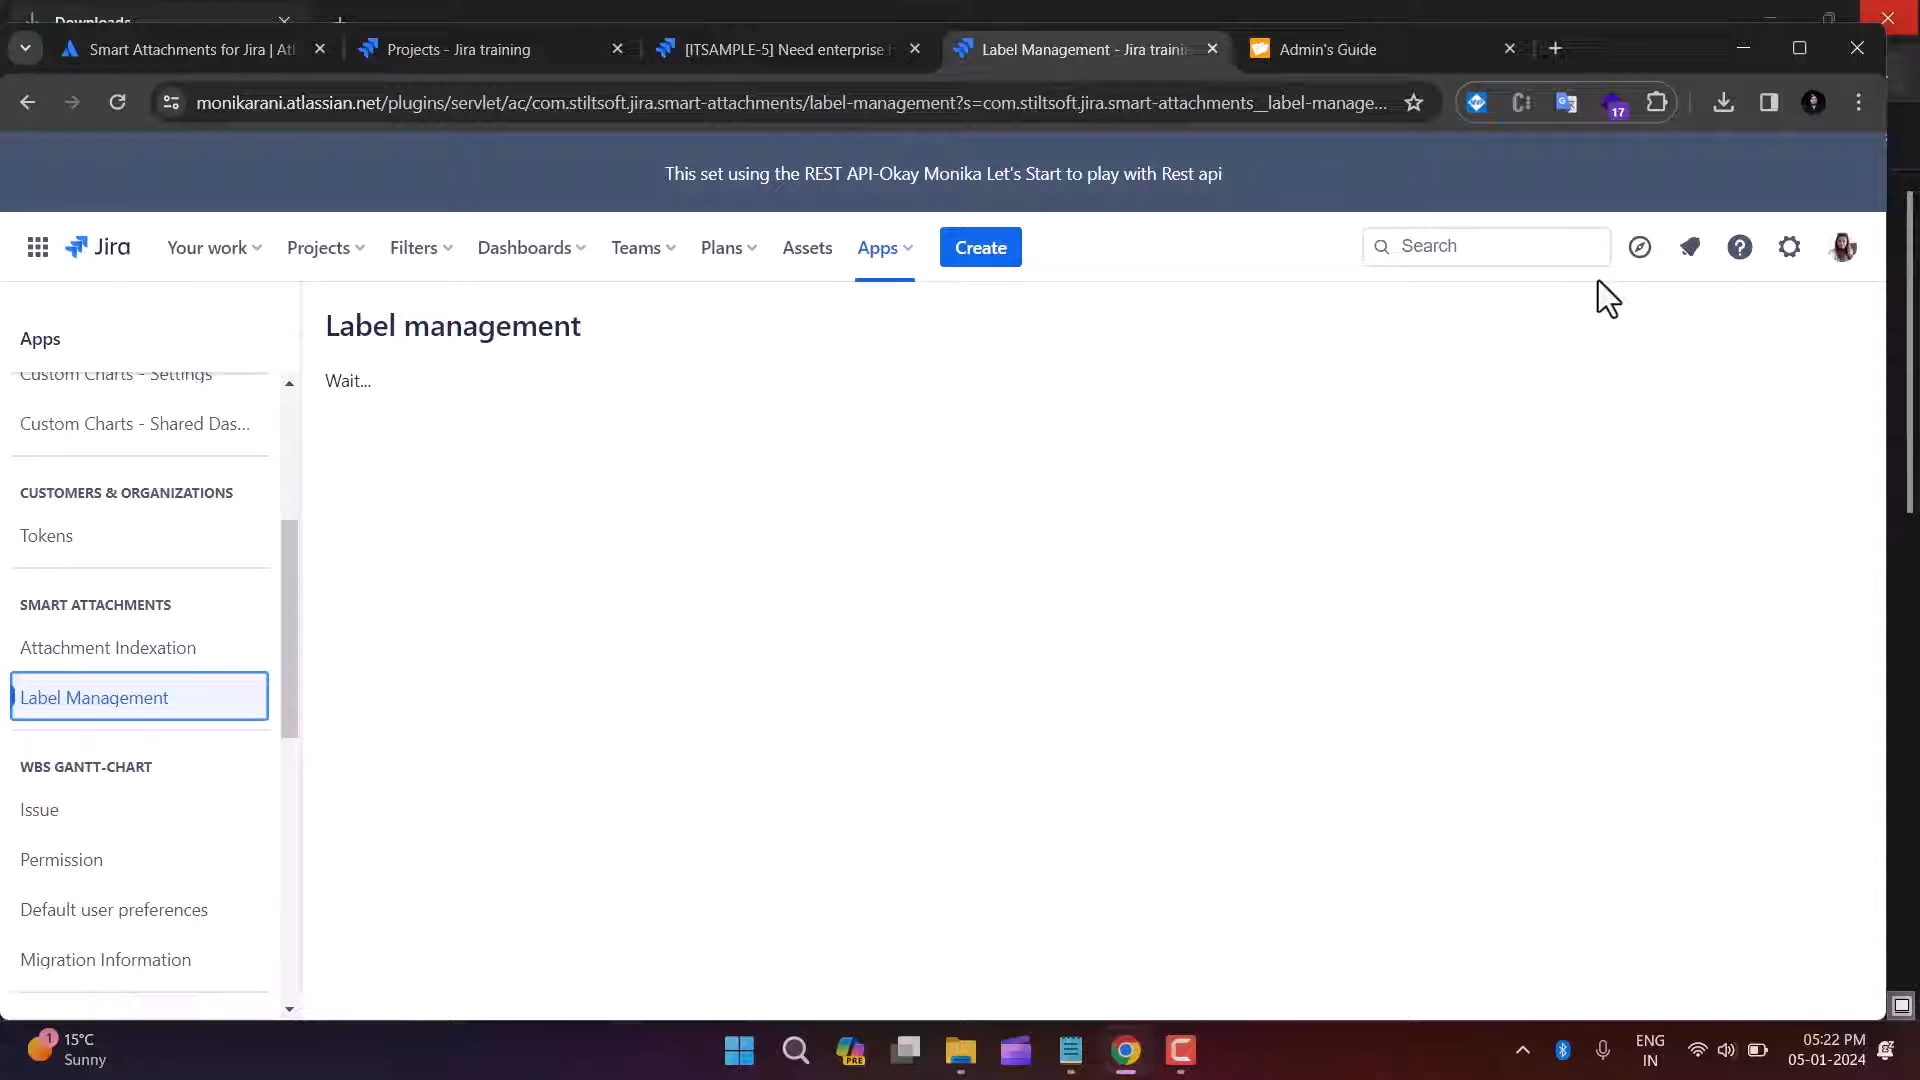 Downloads
Smart Attachments for Jira | Atl
Projects - Jira training
[ITSAMPLE-5] Need enterprise
Label Management - Jira traini
Admin's Guide
monikarani.atlassian.net/plugins/servlet/ac/com.stiltsoft.jira.smart-attachments/label-management?s=com.stiltsoft.jira.smart-attachments__label-manage...
17
This set using the REST API-Okay Monika Let's Start to play with Rest api
Jira
Your work
Projects
Filters
Dashboards
Teams
Plans
Assets
Apps
Create
Search
Apps
Custom Charts - Settings
Custom Charts - Shared Das...
CUSTOMERS & ORGANIZATIONS
Tokens
SMART ATTACHMENTS
Attachment Indexation
Label Management
WBS GANTT-CHART
Issue
Permission
Default user preferences
Migration Information
Label management
Wait...
1
15°C
Sunny
PRE
ENG
IN
05:22 PM
05-01-2024